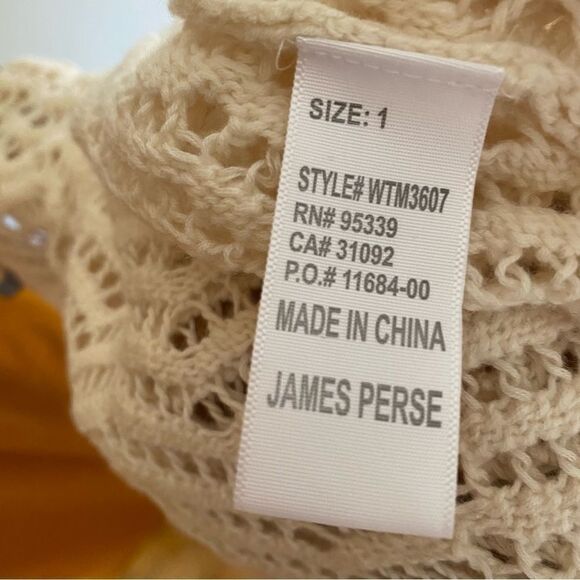 SIZE: 1
STYLE# WTM3607
RN# 95339
CA# 31092
P.O.# 11684-00
MADE IN CHINA
JAMES PERSE